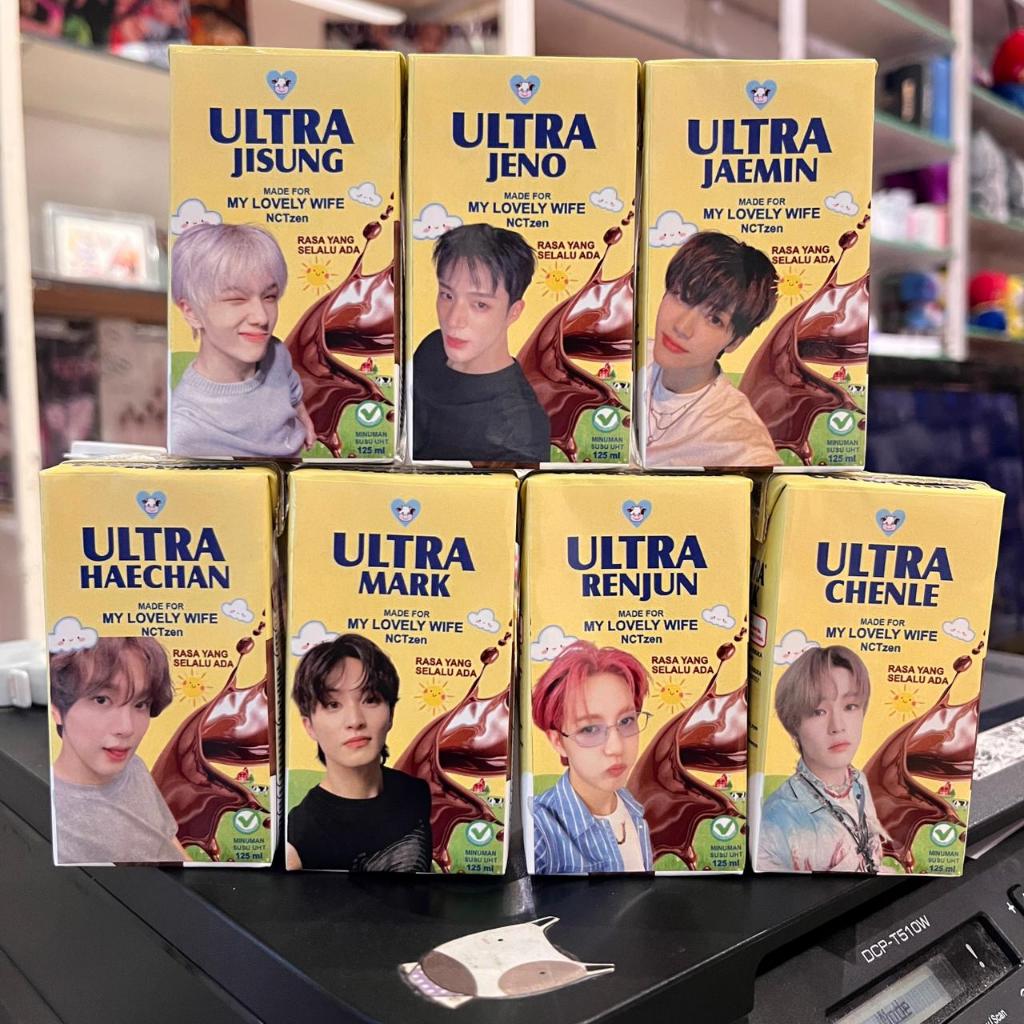 ULTRA
JISUNG
MADE FOR
MY LOVELY WIFE
NCTzen
RASA YANG
SELALU ADA
MINUMAN
SUSU UHT
125 ml
ULTRA
JENO
MADE FOR
MY LOVELY WIFE
NCTzen
RASA YANG
SELALU ADA
MINUMAN
SUSU UHT
125 ml
ULTRA
JAEMIN
MADE FOR
MY LOVELY WIFE
NCTzen
RASA YANG
SELALU ADA
MINUMAN
SUSU UHT
125 ml
ULTRA
HAECHAN
MADE FOR
MY LOVELY WIFE
NCTzen
RASA YANG
SELALU ADA
MINUMAN
SUSU UHT
125 ml
ULTRA
MARK
MADE FOR
MY LOVELY WIFE
NCTzen
RASA YANG
SELALU ADA
MINUMAN
SUSU UHT
125 ml
ULTRA
RENJUN
MADE FOR
MY LOVELY WIFE
NCTzen
RASA YANG
SELALU ADA
MINUMAN
SUSU UHT
125 ml
ULTRA
CHENLE
MADE FOR
MY LOVELY WIFE
NCTzen
RASA YANG
SELALU ADA
MINUMAN
SUSU UHT
125 ml
DCP-T510W